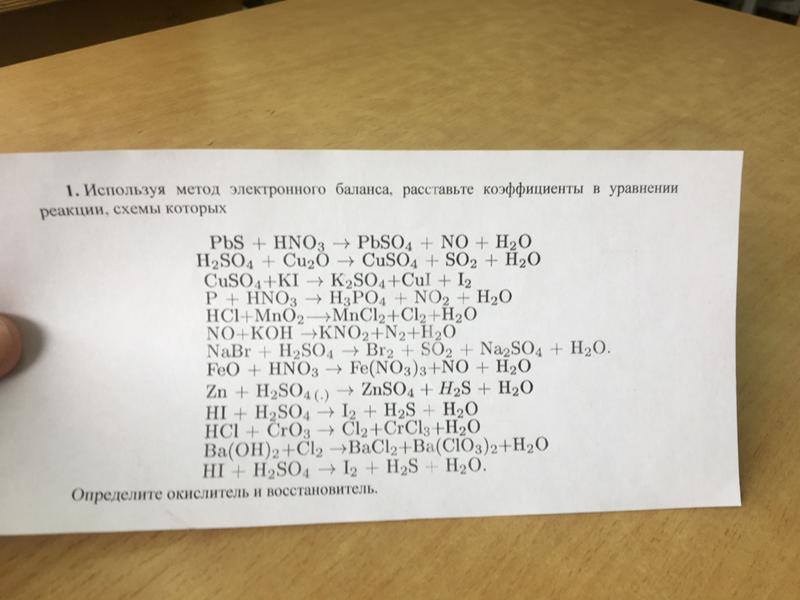 1. Используя метод электронного баланса, расставьте коэффициенты в уравнении
реакции, схемы которых
PbS + HNO₃ → PbSO₄ + NO + H₂O
H₂SO₄ + Cu₂O → CuSO₄ + SO₂ + H₂O
CuSO₄+KI → K₂SO₄+CuI + I₂
P + HNO₃ → H₃PO₄ + NO₂ + H₂O
HCl+MnO₂→MnCl₂+Cl₂+H₂O
NO+KOH →KNO₂+N₂+H₂O
NaBr + H₂SO₄ → Br₂ + SO₂ + Na₂SO₄ + H₂O.
FeO + HNO₃ → Fe(NO₃)₃+NO + H₂O
Zn + H₂SO₄(.) → ZnSO₄ + H₂S + H₂O
HI + H₂SO₄ → I₂ + H₂S + H₂O
HCl + CrO₃ → Cl₂+CrCl₃+H₂O
Ba(OH)₂+Cl₂ →BaCl₂+Ba(ClO₃)₂+H₂O
HI + H₂SO₄ → I₂ + H₂S + H₂O.
Определите окислитель и восстановитель.